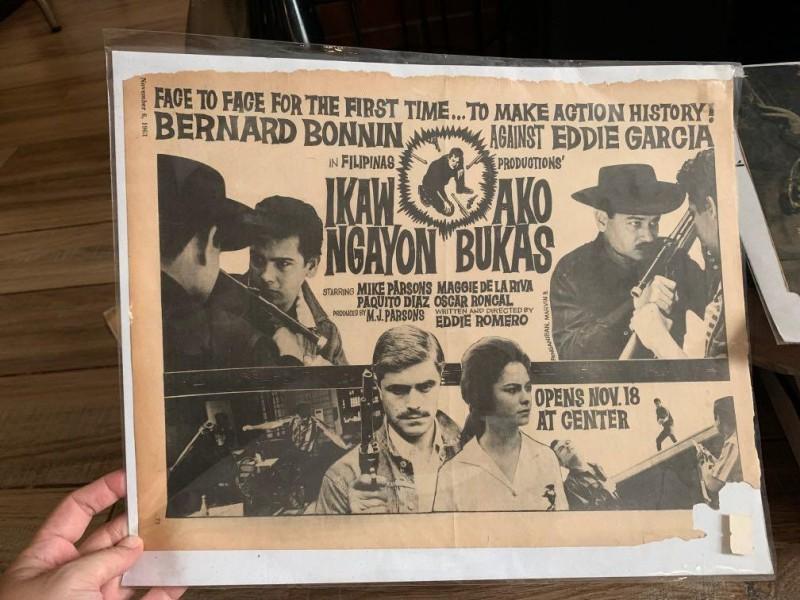 November 6, 1963
FACE TO FACE FOR THE FIRST TIME...TO MAKE ACTION HISTORY!
BERNARD BONNIN AGAINST EDDIE GARCIA
IN FILIPINAS PRODUCTIONS'
IKAW AKO
NGAYON BUKAS
STARRING MIKE PARSONS MAGGIE DE LA RIVA
PAQUITO DIAZ OSCAR RONCAL
PRODUCED BY M.J. PARSONS WRITTEN AND DIRECTED BY
EDDIE ROMERO
OPENS NOV. 18
AT CENTER